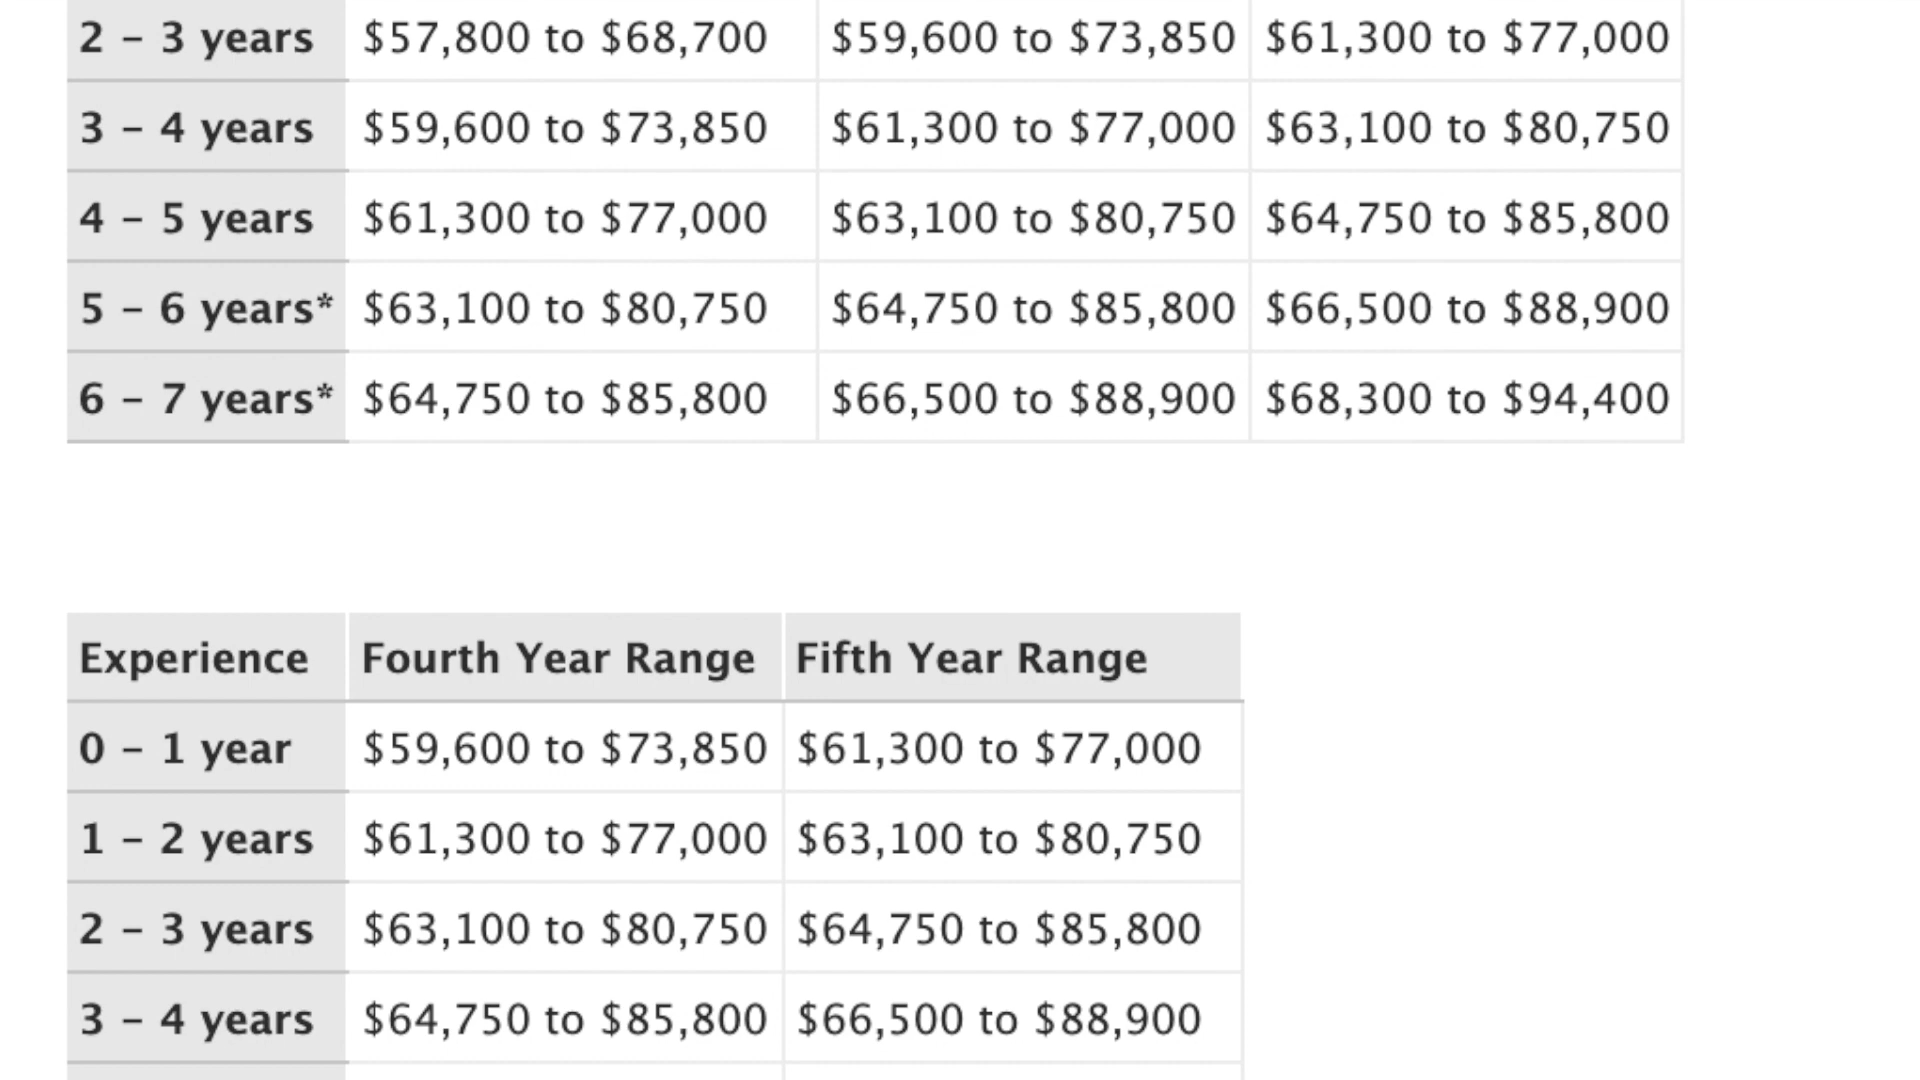 2 – 3 years $57,800 to $68,700 $59,600 to $73,850 $61,300 to $77,000
3 – 4 years $59,600 to $73,850 $61,300 to $77,000 $63,100 to $80,750
4 – 5 years $61,300 to $77,000 $63,100 to $80,750 $64,750 to $85,800
5 – 6 years* $63,100 to $80,750 $64,750 to $85,800 $66,500 to $88,900
6 – 7 years* $64,750 to $85,800 $66,500 to $88,900 $68,300 to $94,400
Experience Fourth Year Range Fifth Year Range
0 – 1 year $59,600 to $73,850 $61,300 to $77,000
1 – 2 years $61,300 to $77,000 $63,100 to $80,750
2 – 3 years $63,100 to $80,750 $64,750 to $85,800
3 – 4 years $64,750 to $85,800 $66,500 to $88,900